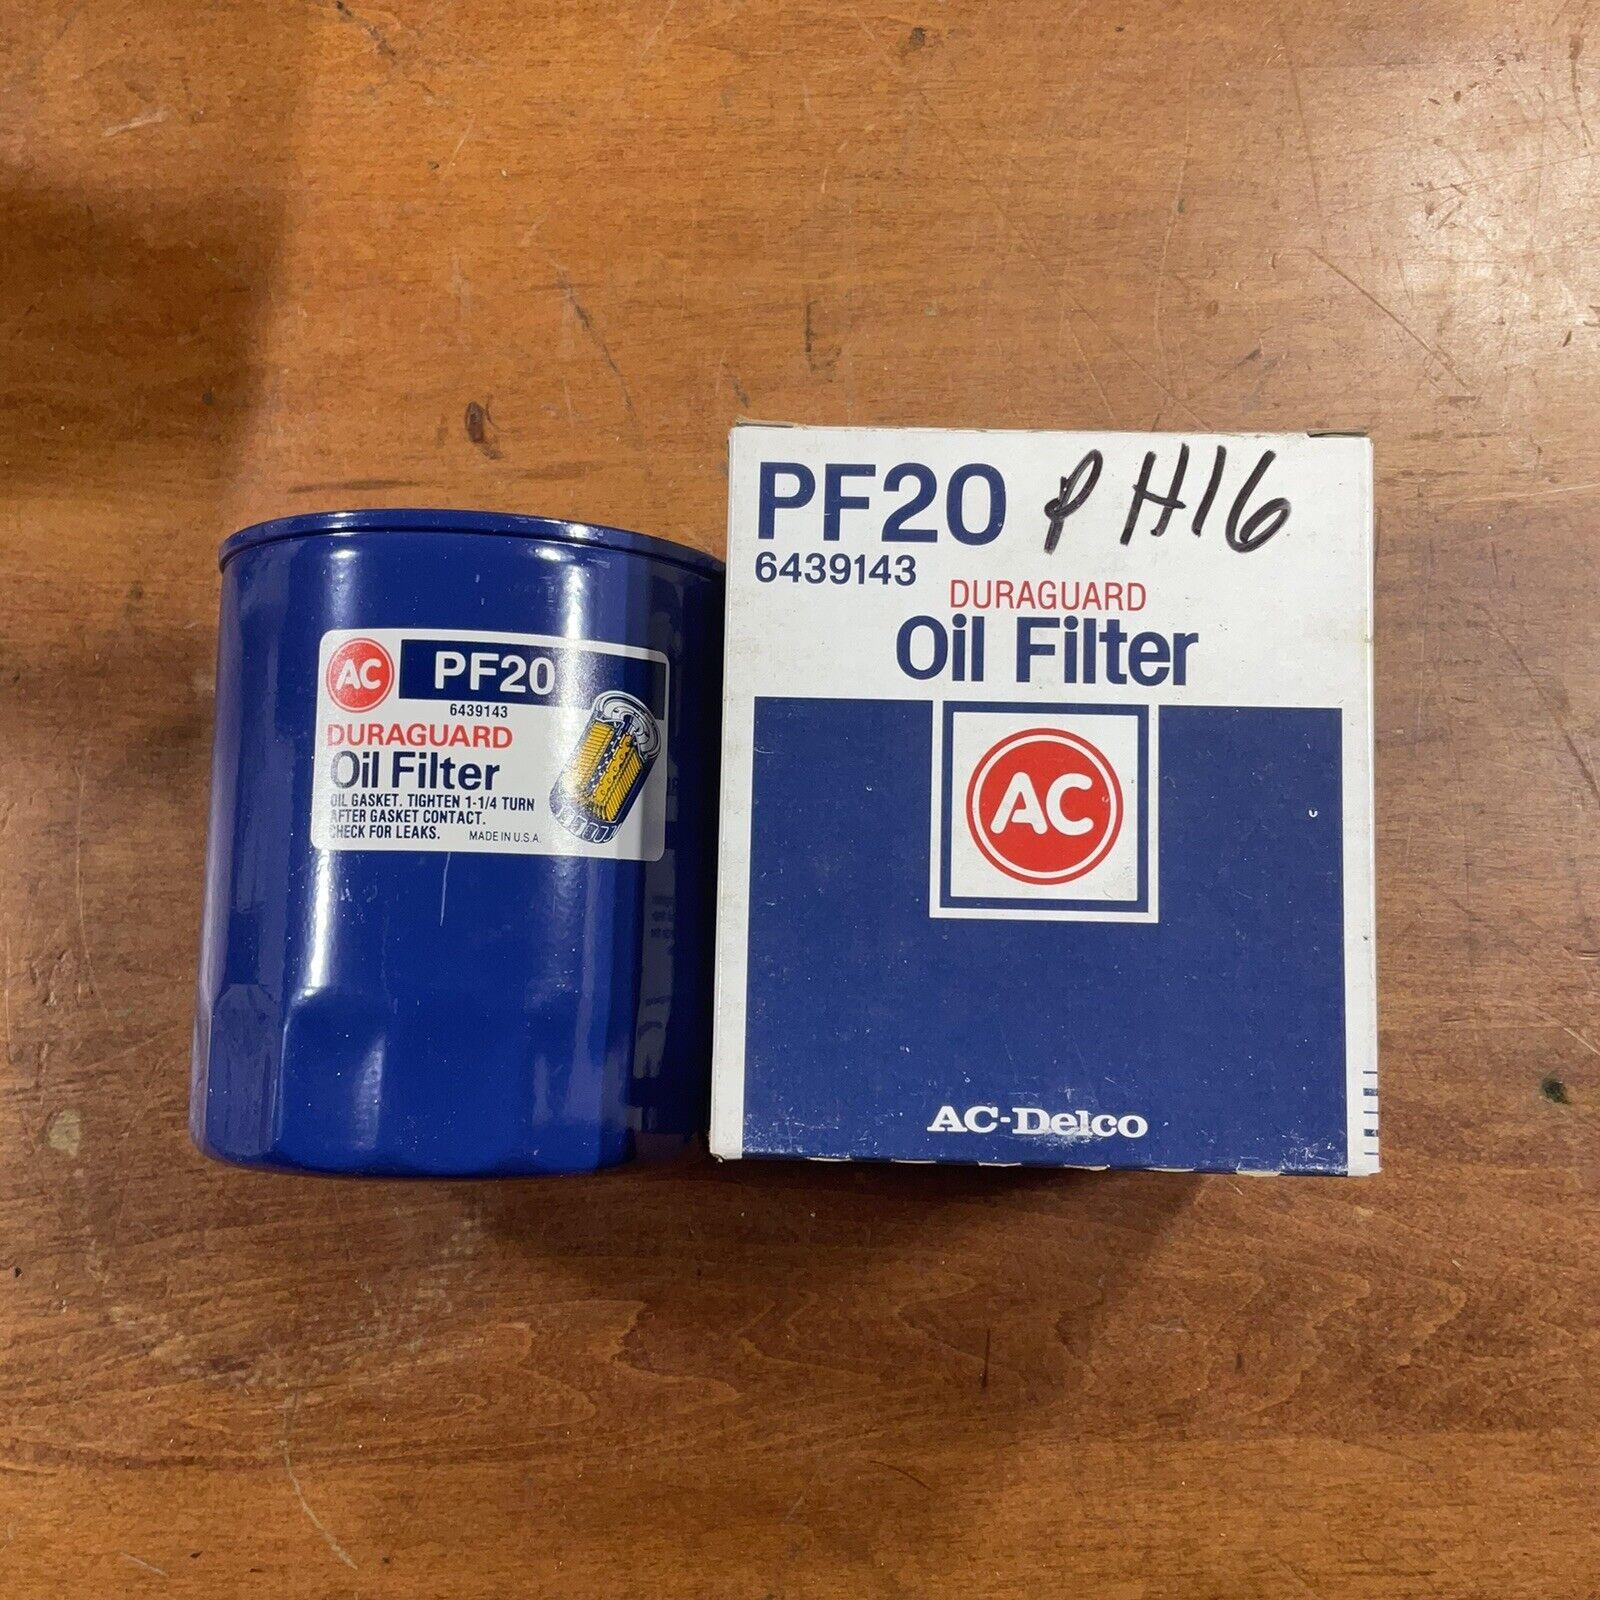 AC PF20
6439143
DURAGUARD
Oil Filter
OIL GASKET. TIGHTEN 1-1/4 TURN
AFTER GASKET CONTACT.
CHECK FOR LEAKS. MADE IN U.S.A.
PF20 PH16
6439143
DURAGUARD
Oil Filter
AC
AC-Delco